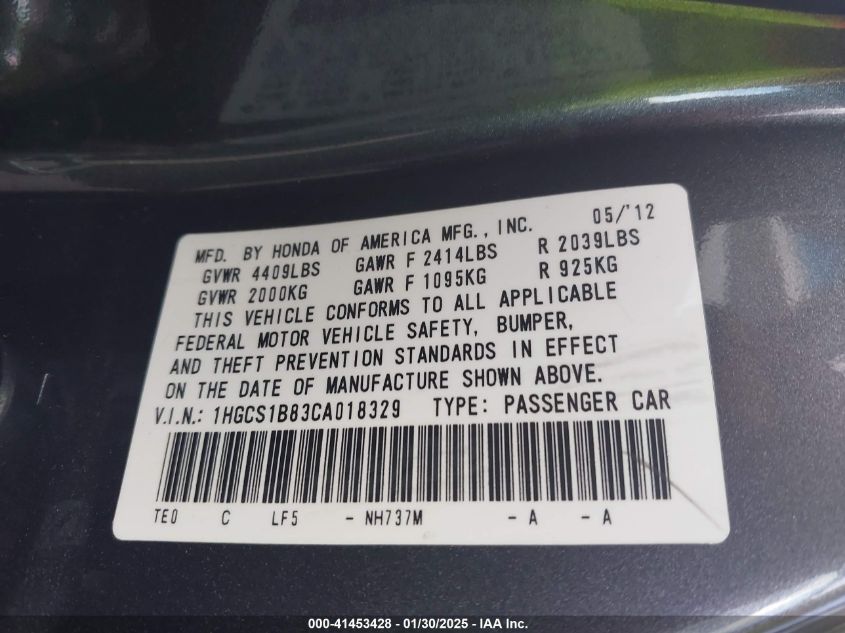 MFD. BY HONDA OF AMERICA MFG., INC. 05/'12
GVWR 4409LBS GAWR F 2414LBS R 2039LBS
GVWR 2000KG GAWR F 1095KG R 925KG
THIS VEHICLE CONFORMS TO ALL APPLICABLE
FEDERAL MOTOR VEHICLE SAFETY, BUMPER,
AND THEFT PREVENTION STANDARDS IN EFFECT
ON THE DATE OF MANUFACTURE SHOWN ABOVE.
V.I.N.: 1HGCS1B83CA018329 TYPE: PASSENGER CAR
TE0 C LF5 - NH737M - A - A
000-41453428 - 01/30/2025 - IAA Inc.